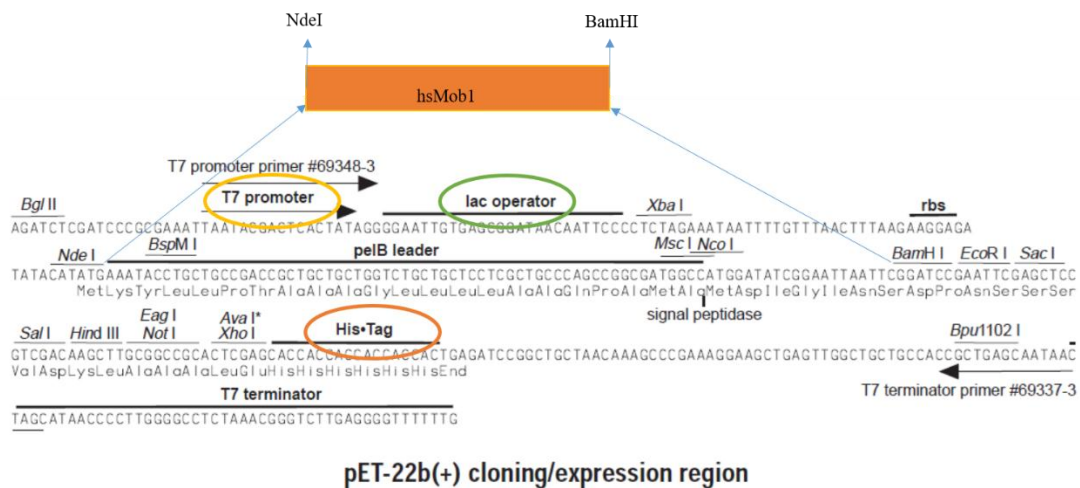 NdeI BamHI
hsMob1
T7 promoter primer #69348-3
Bgl II T7 promoter lac operator Xba I rbs
AGATCTCGATCCCGCGAAATTAATACGACTCACTATAGGGGAATTGTGAGCGGATAACAATTCCCCTCTAGAAATAATTTTGTTTAACTTTAAGAAGGAGA
Nde I BspM I pelB leader Msc I Nco I BamH I EcoR I Sac I
TATACATATGAAATACCTGCTGCCGACCGCTGCTGCTGGTCTGCTGCTCCTCGCTGCCCAGCCGGCGATGGCCATGGATATCGGAATTAATTCGGATCCGAATTCGAGCTCC
MetLysTyrLeuLeuProThrAlaAlaAlaGlyLeuLeuLeuLeuAlaAlaGlnProAlaMetAlaMetAspIleGlyIleAsnSerAspProAsnSerSerSer
signal peptidase
Sal I Hind III Eag I Not I Ava I* Xho I His•Tag Bpu1102 I
GTCGACAAGCTTGCGGCCGCACTCGAGCACCACCACCACCACCACTGAGATCCGGCTGCTAACAAAGCCCGAAAGGAAGCTGAGTTGGCTGCTGCCACCGCTGAGCAATAAC
ValAspLysLeuAlaAlaAlaLeuGluHisHisHisHisHisHisEnd
T7 terminator T7 terminator primer #69337-3
TAGCATAACCCCTTGGGGCCTCTAAACGGGTCTTGAGGGGTTTTTTG
pET-22b(+) cloning/expression region